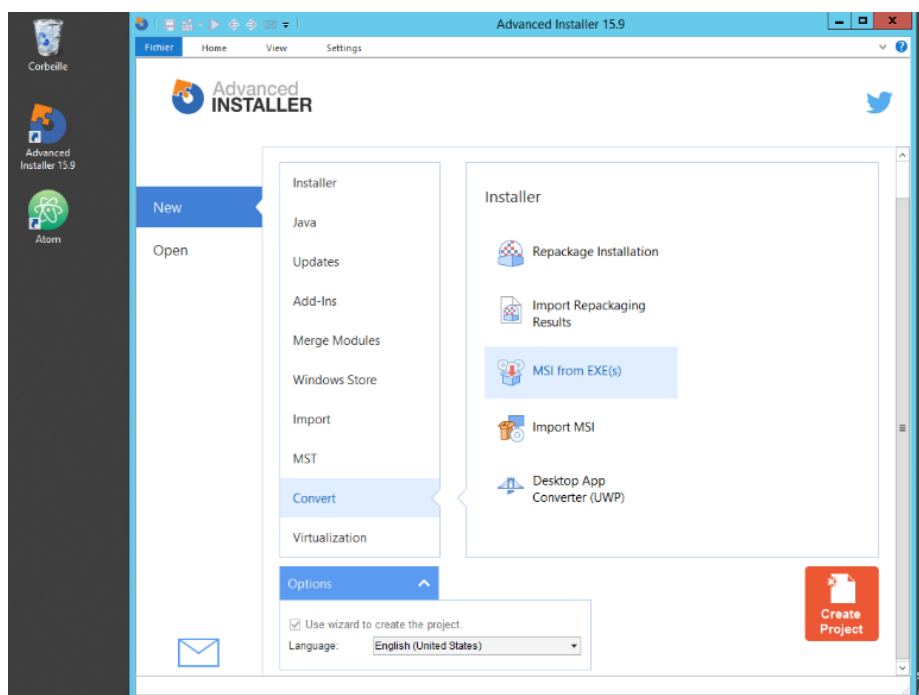 Corbeille
Advanced
Installer 15.9
Atom
Advanced Installer 15.9
Fichier Home View Settings
Advanced
INSTALLER
New
Open
Installer
Java
Updates
Add-Ins
Merge Modules
Windows Store
Import
MST
Convert
Virtualization
Installer
Repackage Installation
Import Repackaging
Results
MSI from EXE(s)
Import MSI
Desktop App
Converter (UWP)
Options
Use wizard to create the project.
Language: English (United States)
Create
Project